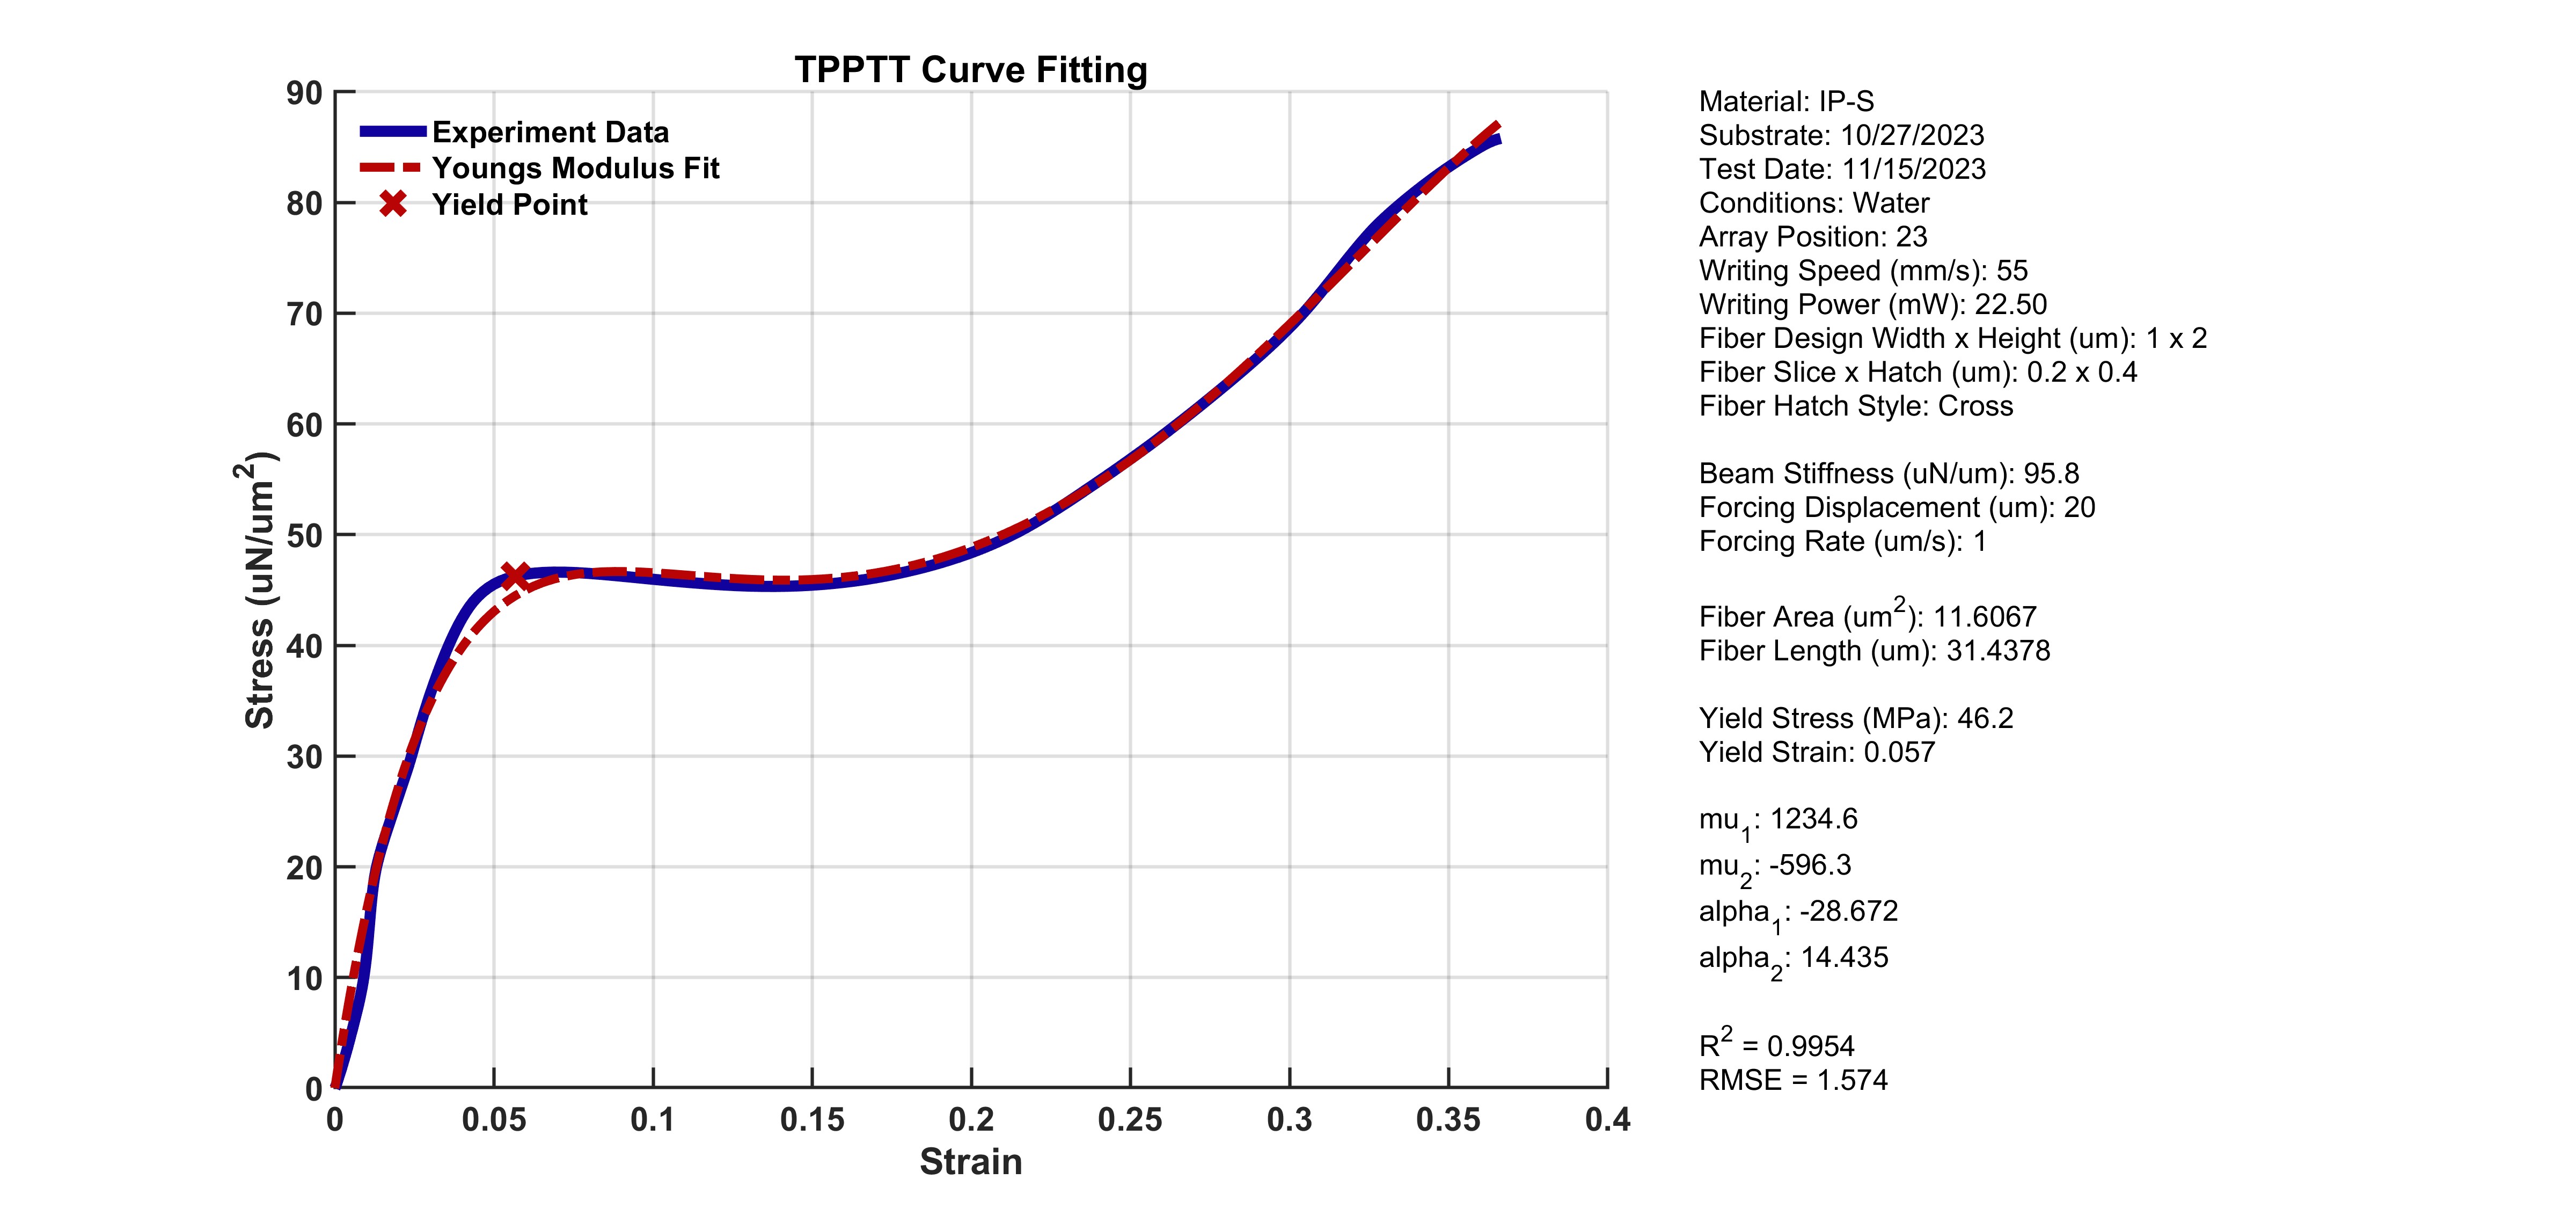 TPPTT Curve Fitting
90
80
70
60
50
40
30
20
10
0
Stress (uN/um²)
Experiment Data
Youngs Modulus Fit
Yield Point
0 0.05 0.1 0.15 0.2 0.25 0.3 0.35 0.4
Strain
Material: IP-S
Substrate: 10/27/2023
Test Date: 11/15/2023
Conditions: Water
Array Position: 23
Writing Speed (mm/s): 55
Writing Power (mW): 22.50
Fiber Design Width x Height (um): 1 x 2
Fiber Slice x Hatch (um): 0.2 x 0.4
Fiber Hatch Style: Cross
Beam Stiffness (uN/um): 95.8
Forcing Displacement (um): 20
Forcing Rate (um/s): 1
Fiber Area (um²): 11.6067
Fiber Length (um): 31.4378
Yield Stress (MPa): 46.2
Yield Strain: 0.057
mu₁: 1234.6
mu₂: -596.3
alpha₁: -28.672
alpha₂: 14.435
R² = 0.9954
RMSE = 1.574